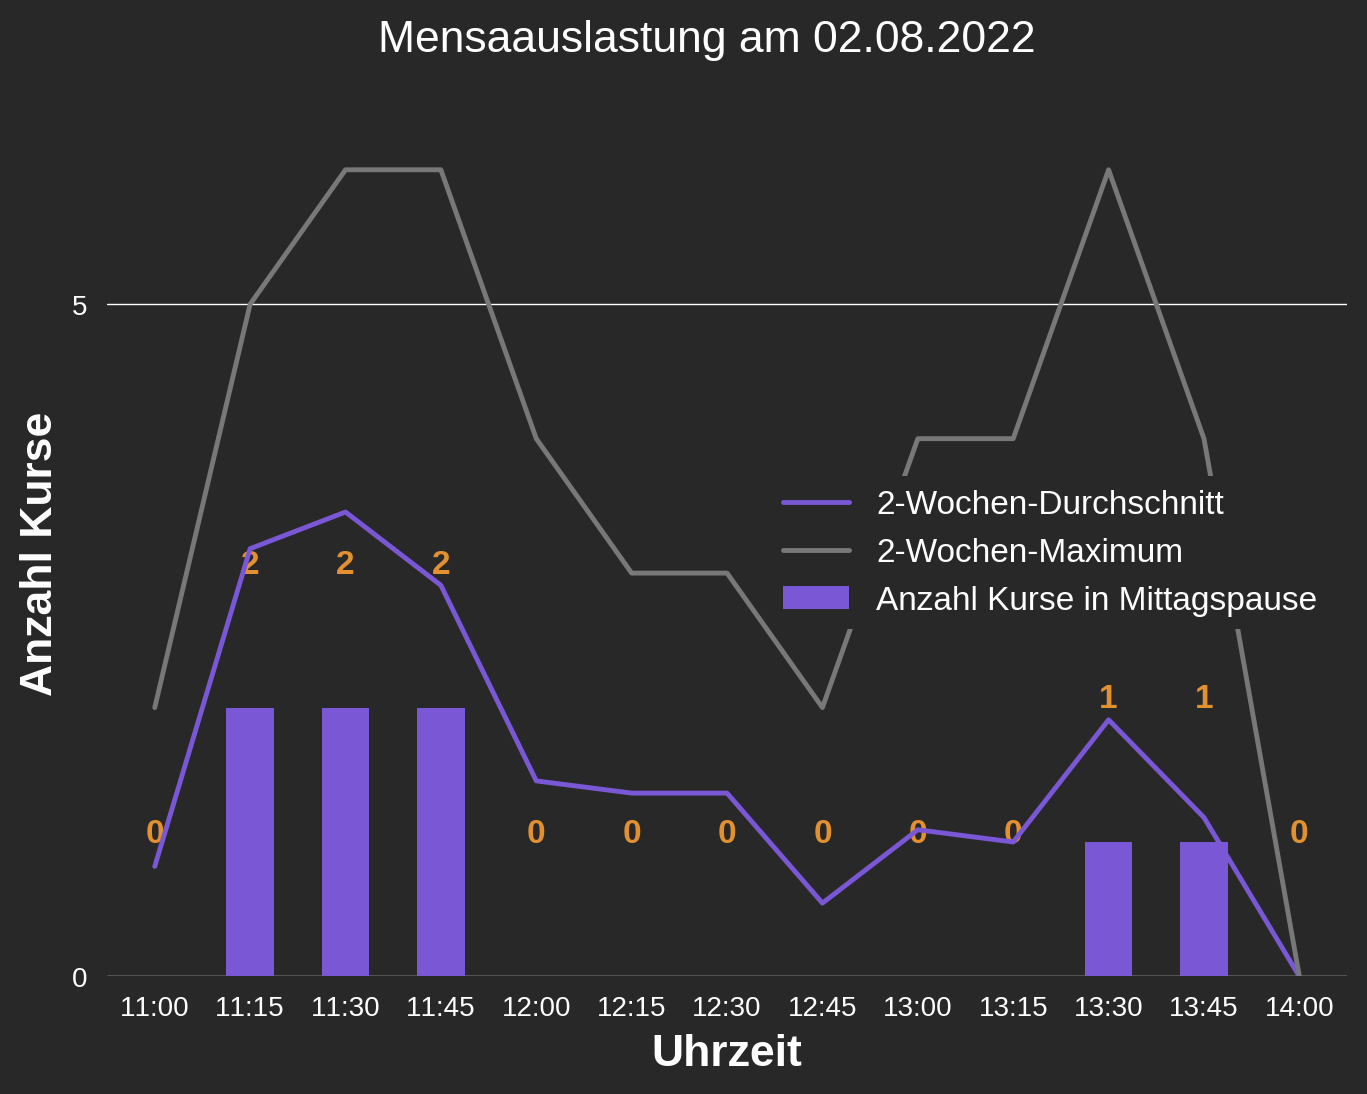 Mensaauslastung am 02.08.2022
Anzahl Kurse
5
0
2-Wochen-Durchschnitt
2-Wochen-Maximum
Anzahl Kurse in Mittagspause
0 2 2 2 0 0 0 0 0 0 1 1 0
11:00 11:15 11:30 11:45 12:00 12:15 12:30 12:45 13:00 13:15 13:30 13:45 14:00
Uhrzeit